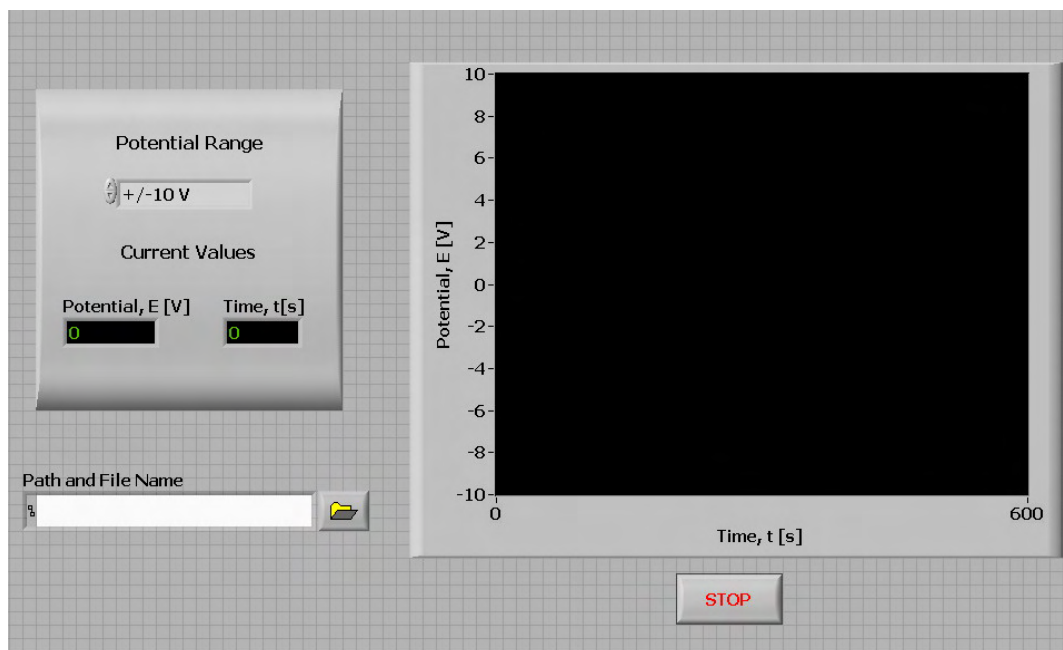 Potential Range
+/-10 V
Current Values
Potential, E [V]
Time, t[s]
0
0
Path and File Name
Potential, E [V]
10
8
6
4
2
0
-2
-4
-6
-8
-10
0
600
Time, t [s]
STOP